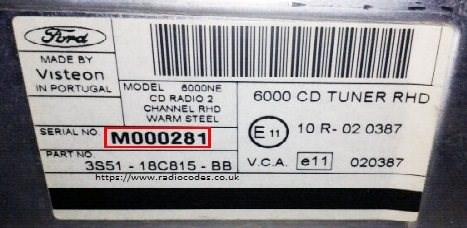 Ford
MADE BY
Visteon
IN PORTUGAL
MODEL 6000NE
CD RADIO 2
CHANNEL RHD
WARM STEEL
6000 CD TUNER RHD
SERIAL NO.
M000281
E 11 10 R- 02 0387
PART NO
3S51 - 18C815 - BB
V.C.A. e11 020387
https://www.radiocodes.co.uk